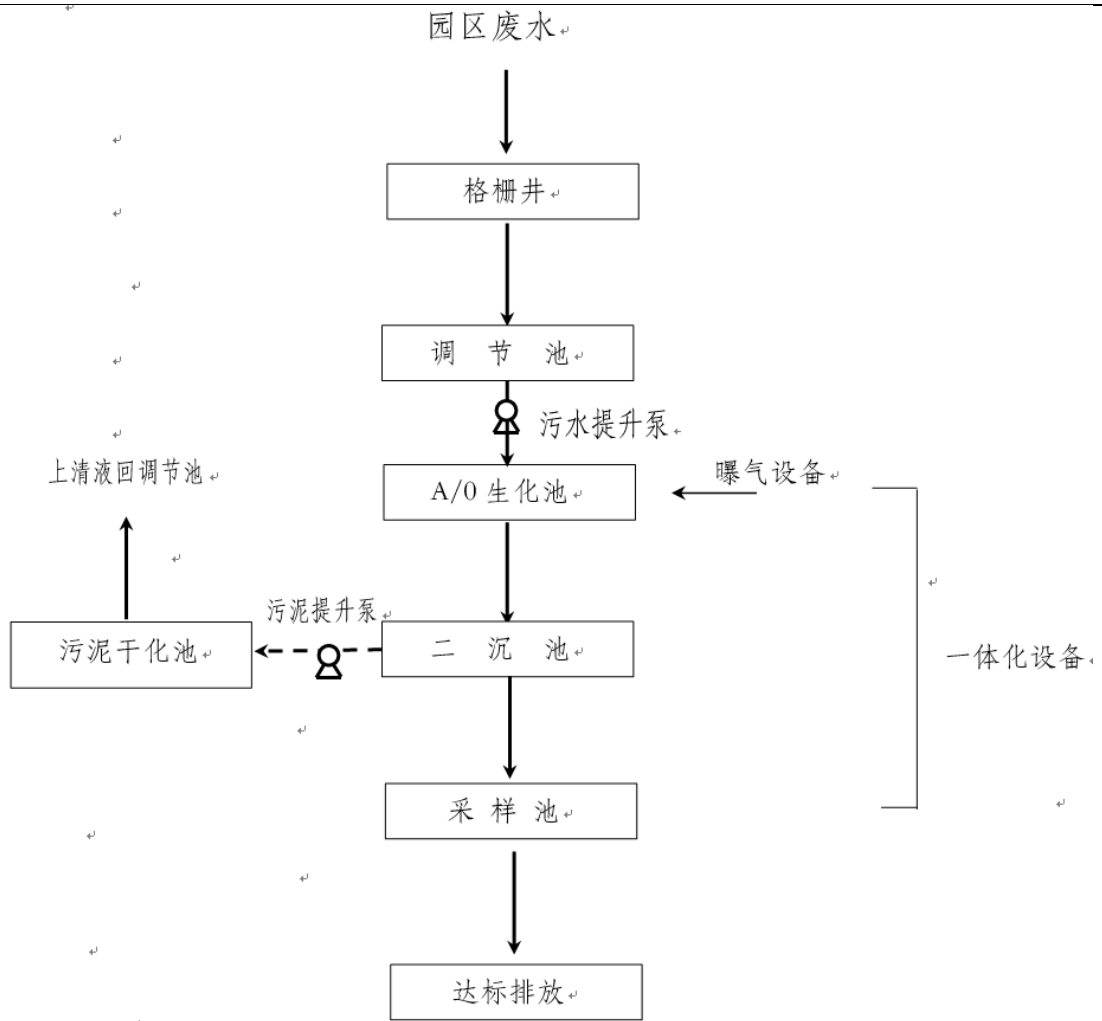 园区废水
格栅井
调 节 池
污水提升泵
上清液回调节池
A/0 生化池
曝气设备
污泥提升泵
污泥干化池
二 沉 池
一体化设备
采 样 池
达标排放